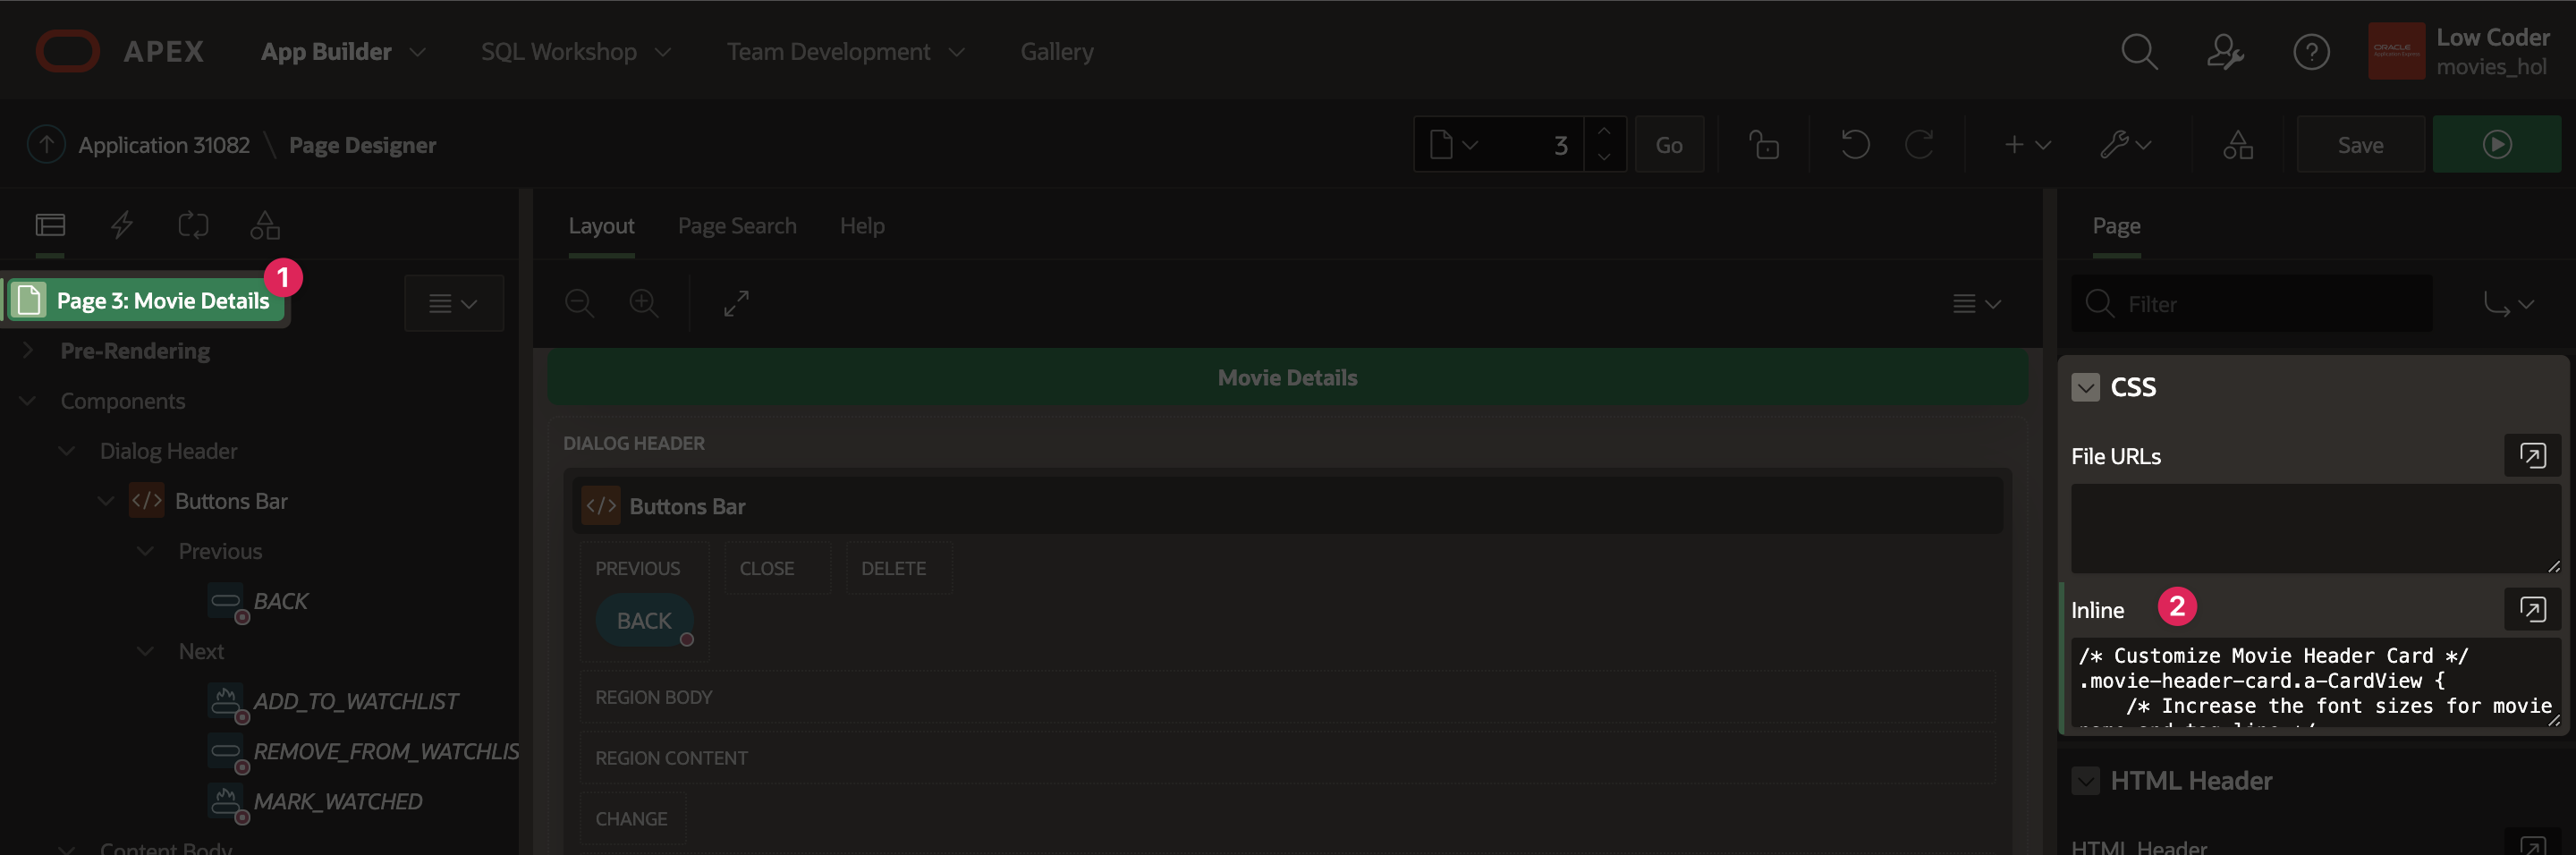 APEX
App Builder
SQL Workshop
Team Development
Gallery
Low Coder
movies_hol
Application 31082 \ Page Designer
3
Go
Save
Layout
Page Search
Help
Page
1
Page 3: Movie Details
Filter
Pre-Rendering
Components
Dialog Header
Buttons Bar
Previous
BACK
Next
ADD_TO_WATCHLIST
REMOVE_FROM_WATCHLIS
MARK_WATCHED
Content Body
Movie Details
DIALOG HEADER
Buttons Bar
PREVIOUS
CLOSE
DELETE
BACK
REGION BODY
REGION CONTENT
CHANGE
CSS
File URLs
Inline
2
/* Customize Movie Header Card */
.movie-header-card.a-CardView {
/* Increase the font sizes for movie
HTML Header
HTML Header